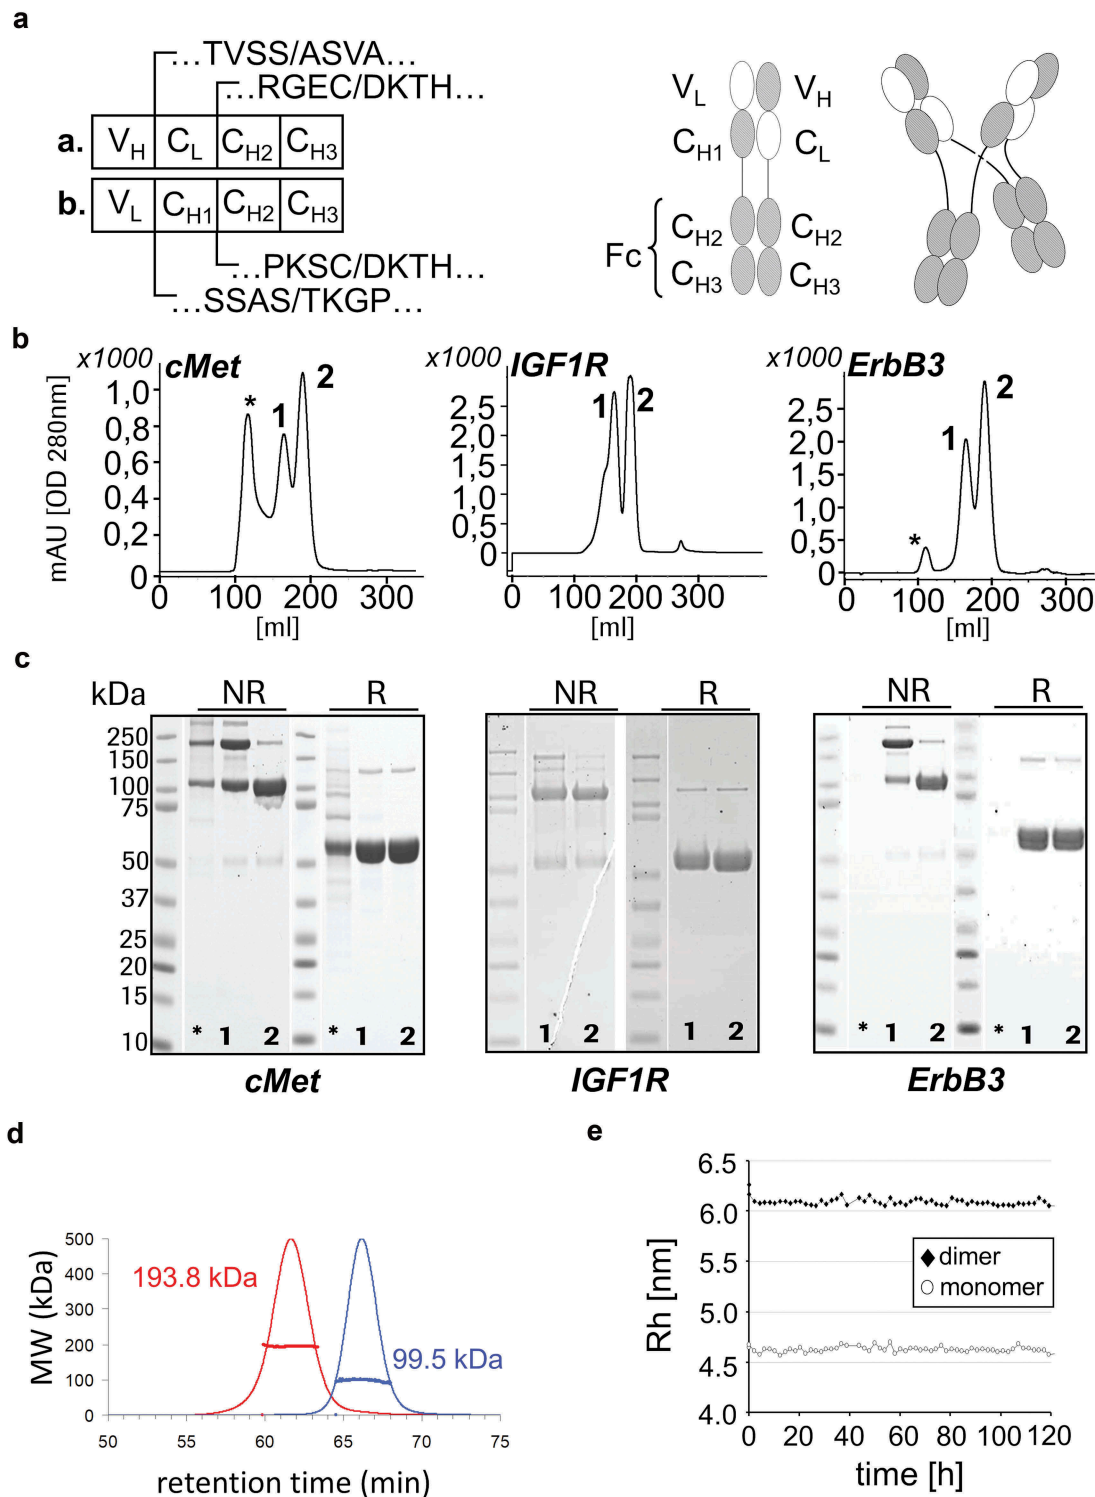 a
...TVSS/ASVA...
...RGEC/DKTH...
a. VH CL CH2 CH3
b. VL CH1 CH2 CH3
...PKSC/DKTH...
...SSAS/TKGP...
VL VH
CH1 CL
Fc
CH2 CH2
CH3 CH3
b
x1000 cMet
mAU [OD 280nm]
1,0
0,8
0,6
0,4
0,2
0
* 1 2
0 100 200 300
[ml]
x1000 IGF1R
2,5
2,0
1,5
1,0
0,5
0
1 2
0 100 200 300
[ml]
x1000 ErbB3
2,5
2,0
1,5
1,0
0,5
0
* 1 2
0 100 200 300
[ml]
c
kDa
NR R
250
150
100
75
50
37
25
20
15
10
* 1 2 * 1 2
cMet
NR R
1 2 1 2
IGF1R
NR R
* 1 2 * 1 2
ErbB3
d
MW (kDa)
500
400
300
200
100
0
193.8 kDa
99.5 kDa
50 55 60 65 70 75
retention time (min)
e
Rh [nm]
6.5
6.0
5.5
5.0
4.5
4.0
dimer
monomer
0 20 40 60 80 100 120
time [h]